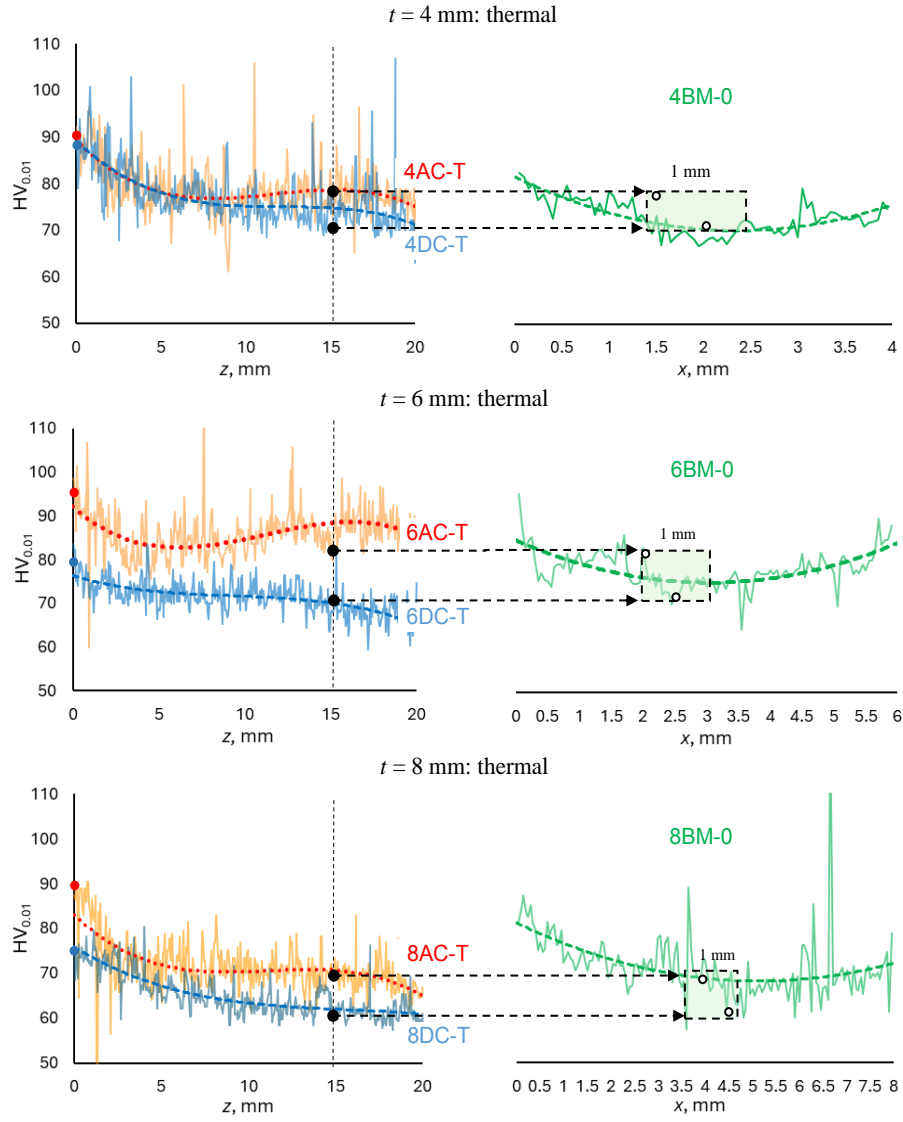 t = 4 mm: thermal
110
100
90
80
70
60
50
HV0.01
4AC-T
4DC-T
0 5 10 15 20
z, mm
4BM-0
1 mm
0 0.5 1 1.5 2 2.5 3 3.5 4
x, mm
t = 6 mm: thermal
110
100
90
80
70
60
50
HV0.01
6AC-T
6DC-T
0 5 10 15 20
z, mm
6BM-0
1 mm
0 0.5 1 1.5 2 2.5 3 3.5 4 4.5 5 5.5 6
x, mm
t = 8 mm: thermal
110
100
90
80
70
60
50
HV0.01
8AC-T
8DC-T
0 5 10 15 20
z, mm
8BM-0
1 mm
0 0.5 1 1.5 2 2.5 3 3.5 4 4.5 5 5.5 6 6.5 7 7.5 8
x, mm